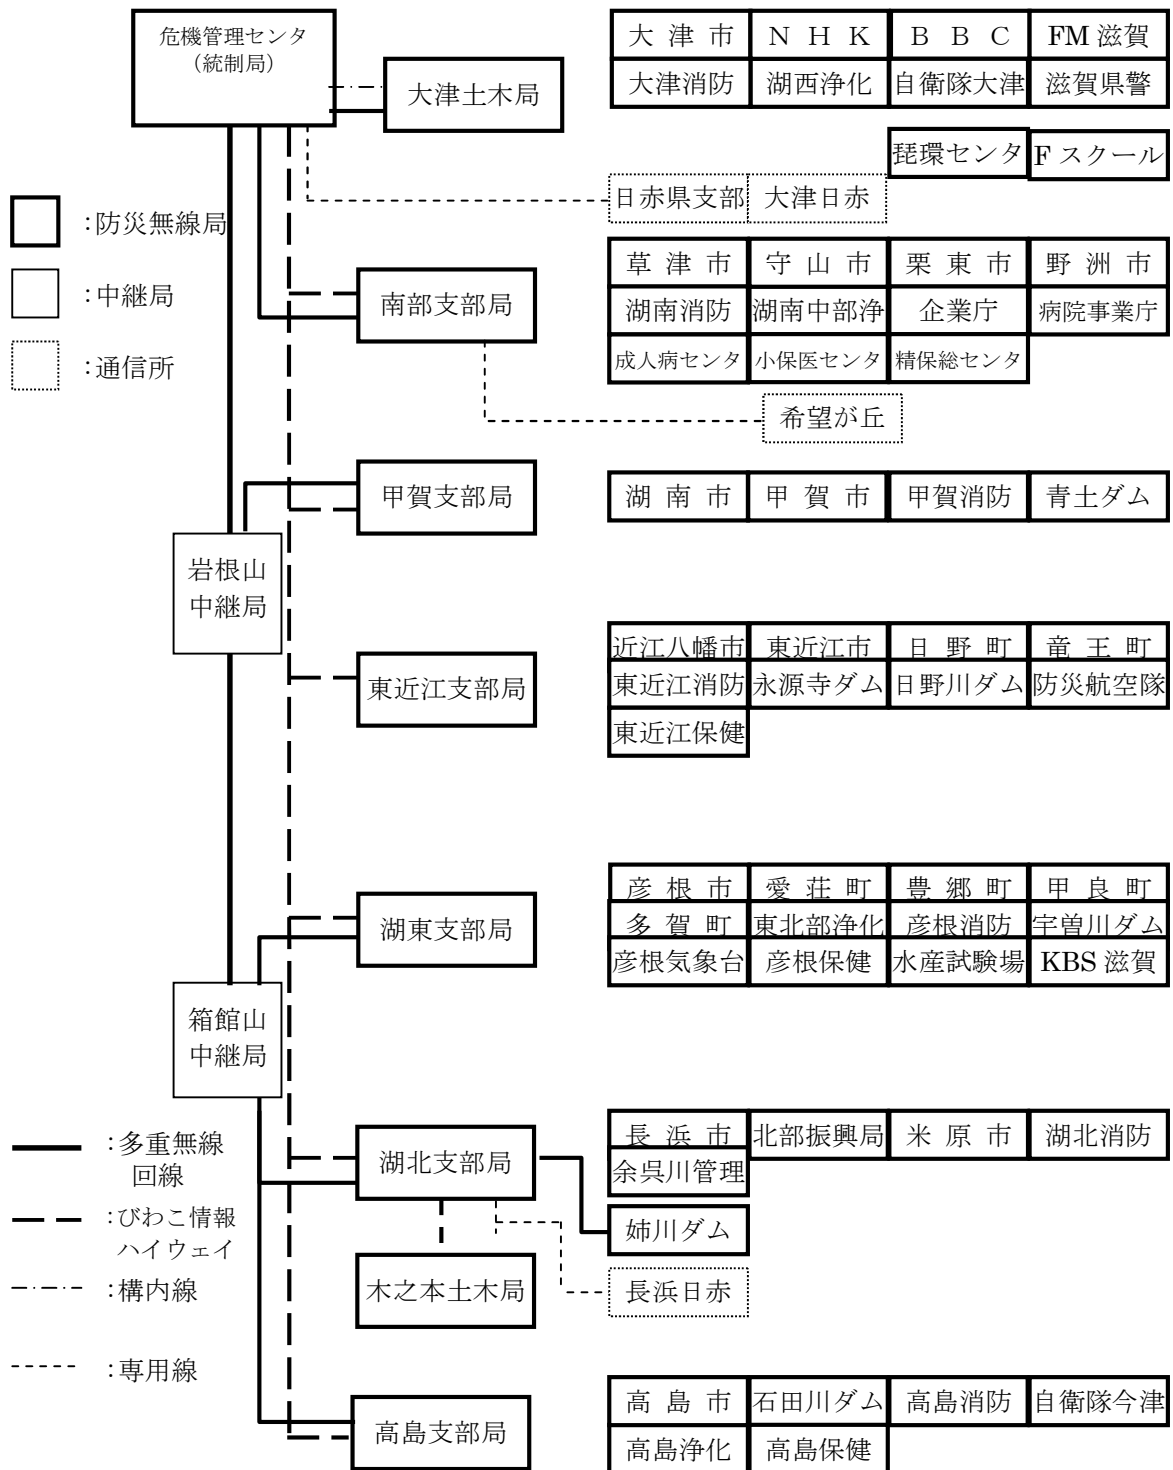 危機管理センタ
（統制局）
大津土木局
大 津 市 Ｎ Ｈ Ｋ Ｂ Ｂ Ｃ FM 滋賀
大津消防 湖西浄化 自衛隊大津 滋賀県警
琵環センタ F スクール
日赤県支部 大津日赤
：防災無線局
：中継局
：通信所
南部支部局
草 津 市 守 山 市 栗 東 市 野 洲 市
湖南消防 湖南中部浄 企業庁 病院事業庁
成人病センタ 小保医センタ 精保総センタ
希望が丘
甲賀支部局
湖 南 市 甲 賀 市 甲賀消防 青土ダム
岩根山
中継局
東近江支部局
近江八幡市 東近江市 日 野 町 竜 王 町
東近江消防 永源寺ダム 日野川ダム 防災航空隊
東近江保健
湖東支部局
彦 根 市 愛 荘 町 豊 郷 町 甲 良 町
多 賀 町 東北部浄化 彦根消防 宇曽川ダム
彦根気象台 彦根保健 水産試験場 KBS 滋賀
箱館山
中継局
：多重無線
回線
：びわこ情報
ハイウェイ
：構内線
：専用線
湖北支部局
長 浜 市 北部振興局 米 原 市 湖北消防
余呉川管理
姉川ダム
木之本土木局
長浜日赤
高島支部局
高 島 市 石田川ダム 高島消防 自衛隊今津
高島浄化 高島保健